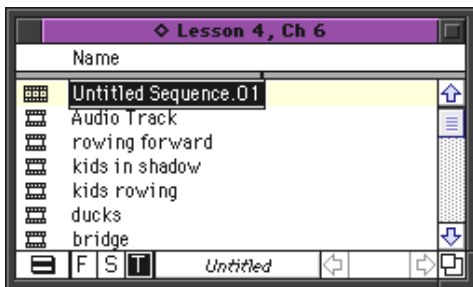 ◇ Lesson 4, Ch 6
Name
Untitled Sequence.01
Audio Track
rowing forward
kids in shadow
kids rowing
ducks
bridge
F S T Untitled